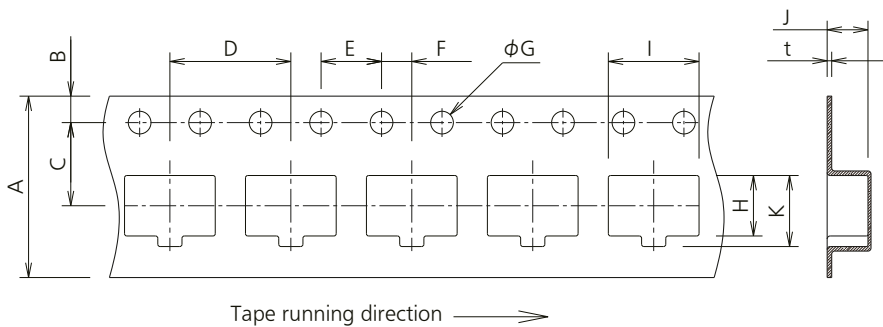 J
D E F φG I t
B
C
A
H K
Tape running direction